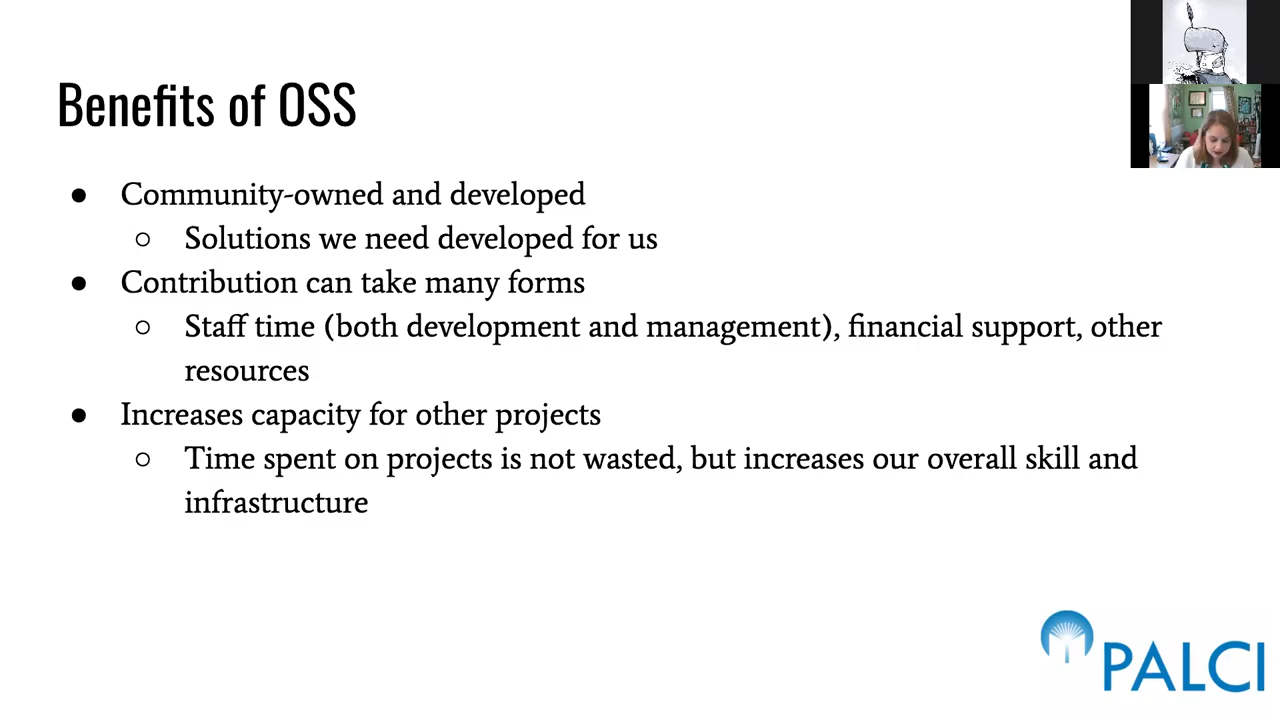 Benefits of OSS
● Community-owned and developed
○ Solutions we need developed for us
● Contribution can take many forms
○ Staff time (both development and management), financial support, other
resources
● Increases capacity for other projects
○ Time spent on projects is not wasted, but increases our overall skill and
infrastructure
PALCI